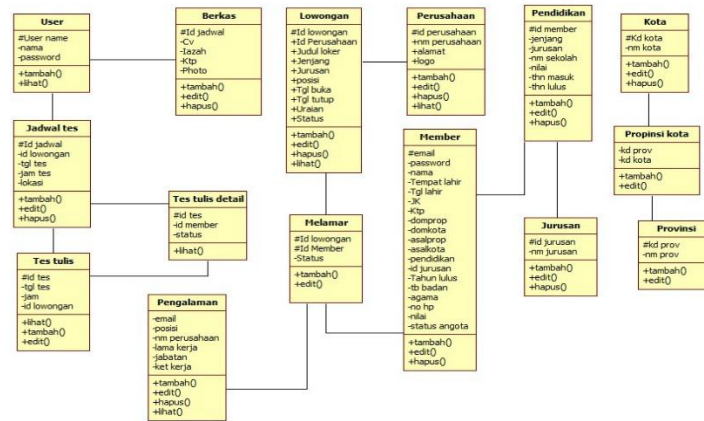 User
#User name
-nama
-password
+tambah()
+lihat()
Berkas
#Id jadwal
-Cv
-Iazah
-Ktp
-Photo
+tambah()
+edit()
+hapus()
Lowongan
#Id lowongan
+Id Perusahaan
+Judul loker
+Jenjang
+Jurusan
+posisi
+Tgl buka
+Tgl tutup
+Uraian
+Status
+tambah()
+edit()
+hapus()
+lihat()
Perusahaan
#id perusahaan
+nm perusahaan
+alamat
+logo
+tambah()
+edit()
+hapus()
+lihat()
Pendidikan
#id member
-jenjang
-jurusan
-nm sekolah
-nilai
-thn masuk
-thn lulus
+tambah()
+edit()
+hapus()
Kota
#Kd kota
-nm kota
+tambah()
+edit()
+hapus()
Jadwal tes
#Id jadwal
-id lowongan
-tgl tes
-jam tes
-lokasi
+tambah()
+edit()
+hapus()
Tes tulis detail
#id tes
-id member
-status
+lihat()
Member
#email
-password
-nama
-Tempat lahir
-Tgl lahir
-JK
-Ktp
-domprop
-domkota
-asalprop
-asalkota
-pendidikan
-id jurusan
-Tahun lulus
-tb badan
-agama
-no hp
-nilai
-status angota
+tambah()
+edit()
+hapus()
Propinsi kota
-kd prov
-kd kota
+tambah()
+edit()
Tes tulis
#id tes
-tgl tes
-jam
-id lowongan
+lihat()
+tambah()
+edit()
Melamar
#Id lowongan
#Id Member
-Status
+tambah()
+edit()
Jurusan
#id jurusan
-nm jurusan
+tambah()
+edit()
+hapus()
Provinsi
#kd prov
-nm prov
+tambah()
+edit()
Pengalaman
-email
-posisi
-nm perusahaan
-lama kerja
-jabatan
-ket kerja
+tambah()
+edit()
+hapus()
+lihat()